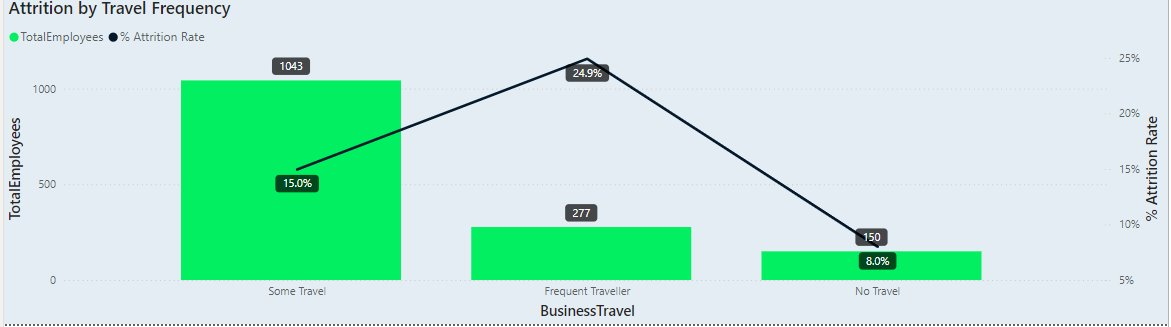 Attrition by Travel Frequency
TotalEmployees % Attrition Rate
1043
24.9%
15.0%
277
150
8.0%
1000
500
0
TotalEmployees
25%
20%
15%
10%
5%
% Attrition Rate
Some Travel Frequent Traveller No Travel
BusinessTravel